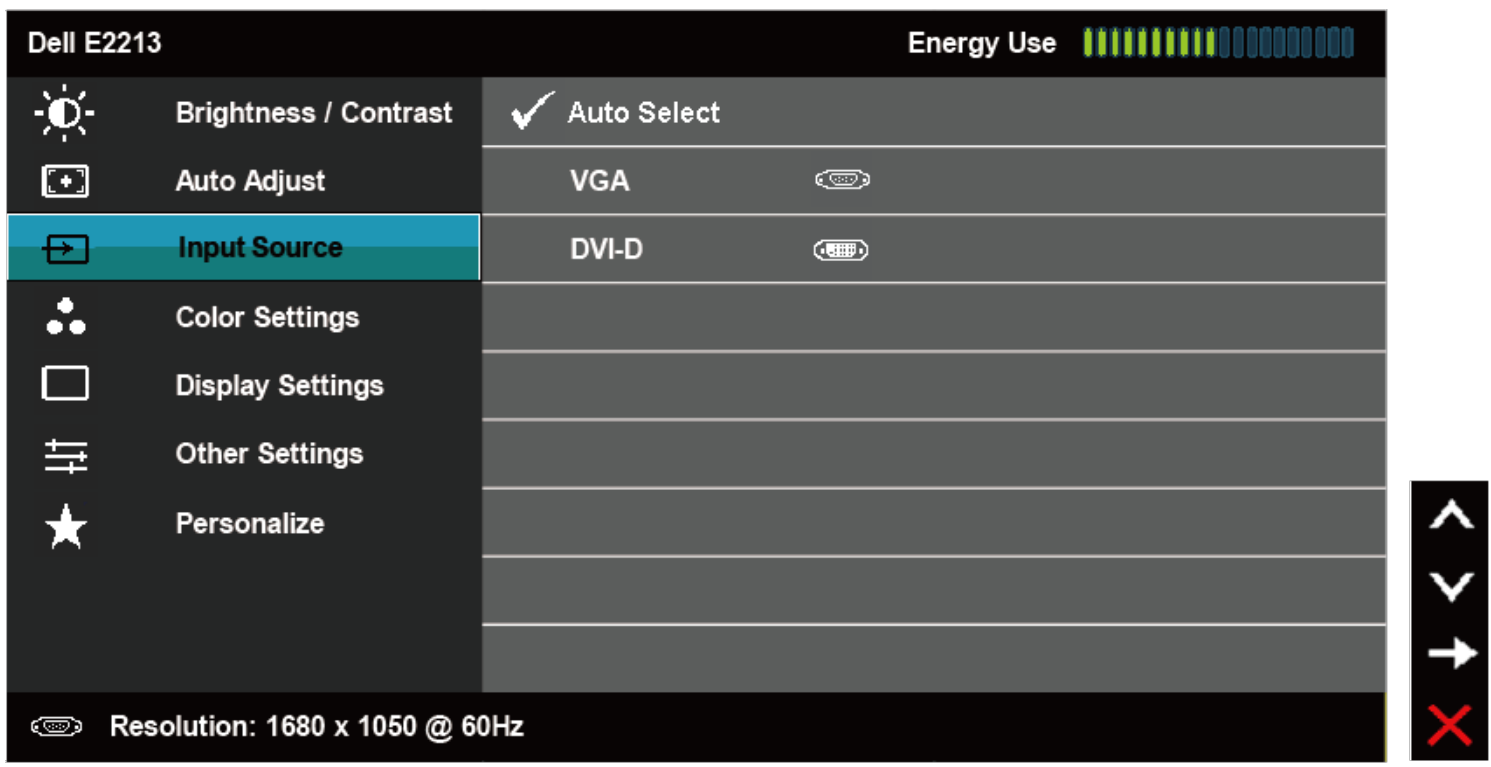 Dell E2213 Energy Use
Brightness / Contrast Auto Select
Auto Adjust VGA
Input Source DVI-D
Color Settings
Display Settings
Other Settings
Personalize
Resolution: 1680 x 1050 @ 60Hz